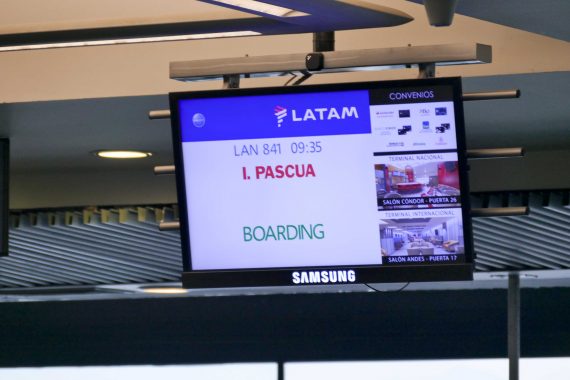 LATAM
LAN 841 09:35
I. PASCUA
BOARDING
CONVENIOS
TERMINAL NACIONAL
SALÓN CÓNDOR - PUERTA 26
TERMINAL INTERNACIONAL
SALÓN ANDES - PUERTA 17
SAMSUNG